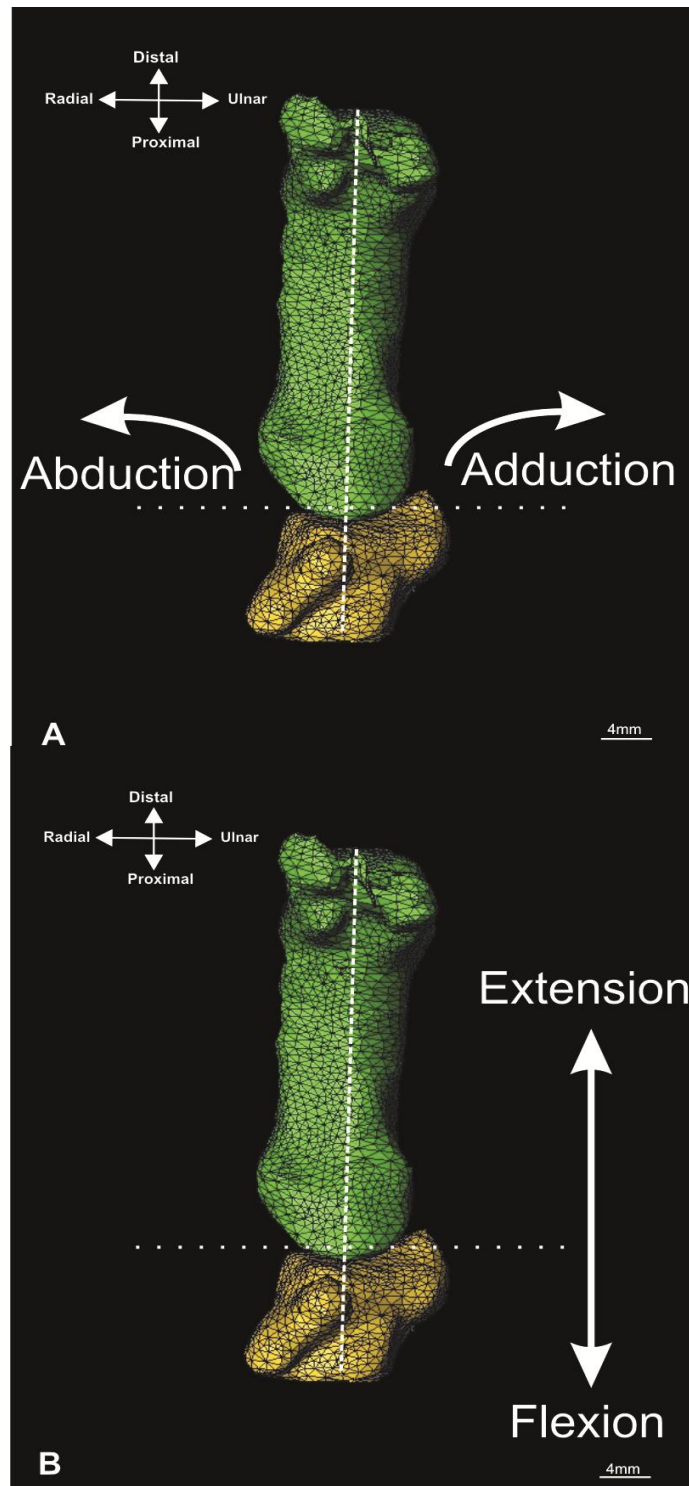 Distal
Radial Ulnar
Proximal
Abduction Adduction
A 4mm
Distal
Radial Ulnar
Proximal
Extension
Flexion
B 4mm